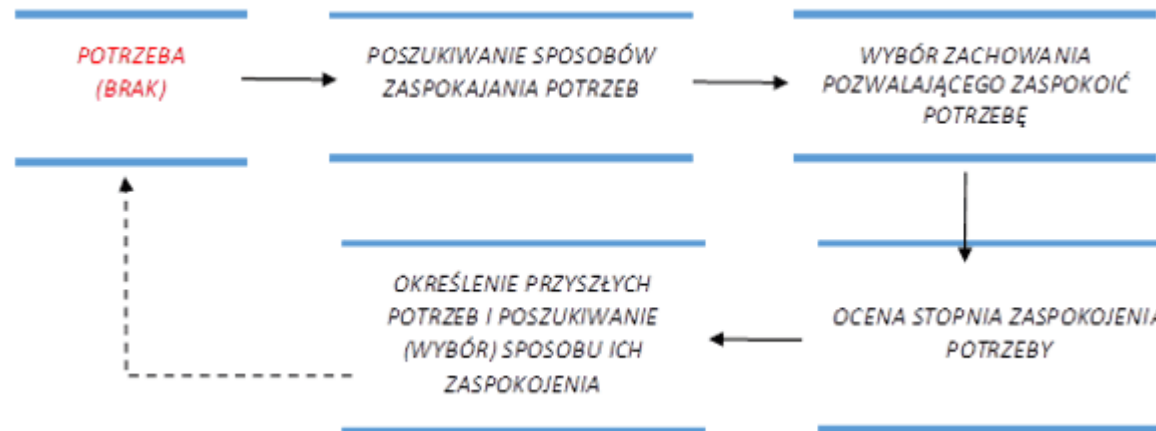 POTRZEBA
(BRAK)
POSZUKIWANIE SPOSOBÓW
ZASPOKAJANIA POTRZEB
WYBÓR ZACHOWANIA
POZWALAJĄCEGO ZASPOKOIĆ
POTRZEBĘ
OCENA STOPNIA ZASPOKOJENIA
POTRZEBY
OKREŚLENIE PRZYSZŁYCH
POTRZEB I POSZUKIWANIE
(WYBÓR) SPOSOBU ICH
ZASPOKOJENIA